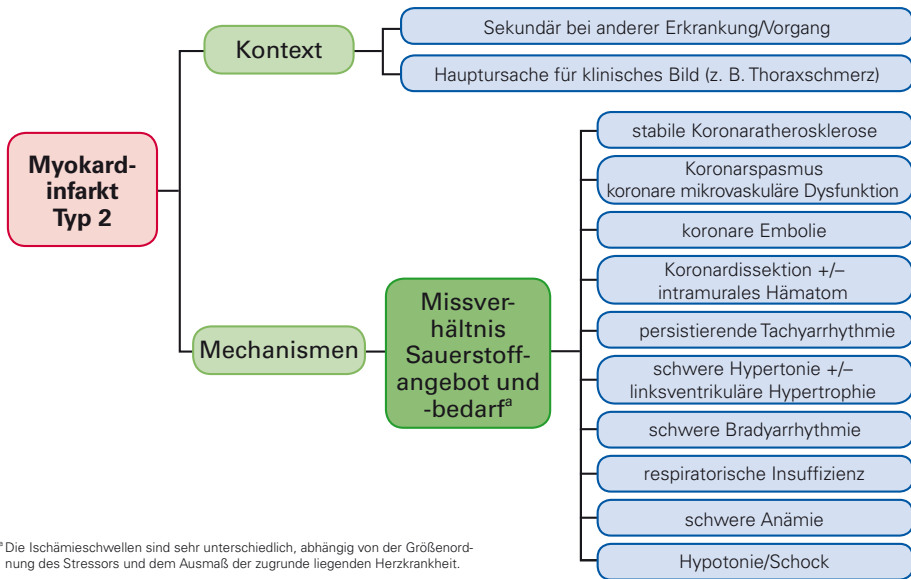 Myokard-
infarkt
Typ 2
Kontext
Sekundär bei anderer Erkrankung/Vorgang
Hauptursache für klinisches Bild (z. B. Thoraxschmerz)
Mechanismen
Missver-
hältnis
Sauerstoff-
angebot und
-bedarfª
stabile Koronaratherosklerose
Koronarspasmus
koronare mikrovaskuläre Dysfunktion
koronare Embolie
Koronardissektion +/–
intramurales Hämatom
persistierende Tachyarrhythmie
schwere Hypertonie +/–
linksventrikuläre Hypertrophie
schwere Bradyarrhythmie
respiratorische Insuffizienz
schwere Anämie
Hypotonie/Schock
ª Die Ischämieschwellen sind sehr unterschiedlich, abhängig von der Größenord-
nung des Stressors und dem Ausmaß der zugrunde liegenden Herzkrankheit.